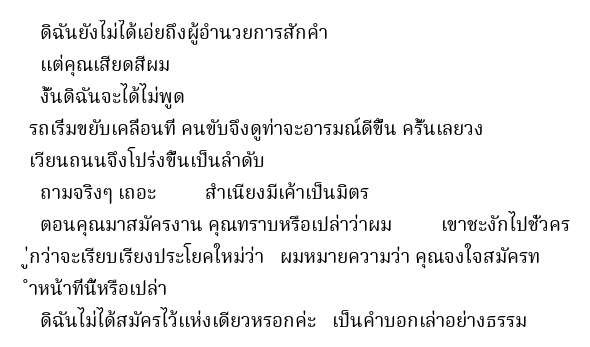 ดิฉันยังไม่ได้เอ่ยถึงผู้อำนวยการสักคำ
แต่คุณเสียดสีผม
งั้นดิฉันจะได้ไม่พูด
รถเริ่มขยับเคลื่อนที่ คนขับจึงดูท่าจะอารมณ์ดีขึ้น ครั้นเลยวง
เวียนถนนจึงโปร่งขึ้นเป็นลำดับ
ถามจริงๆ เถอะ สำเนียงมีเค้าเป็นมิตร
ตอนคุณมาสมัครงาน คุณทราบหรือเปล่าว่าผม เขาชะงักไปชั่วคร
ู่กว่าจะเรียบเรียงประโยคใหม่ว่า ผมหมายความว่า คุณจงใจสมัครท
ำหน้าที่นี้หรือเปล่า
ดิฉันไม่ได้สมัครไว้แห่งเดียวหรอกค่ะ เป็นคำบอกเล่าอย่างธรรม